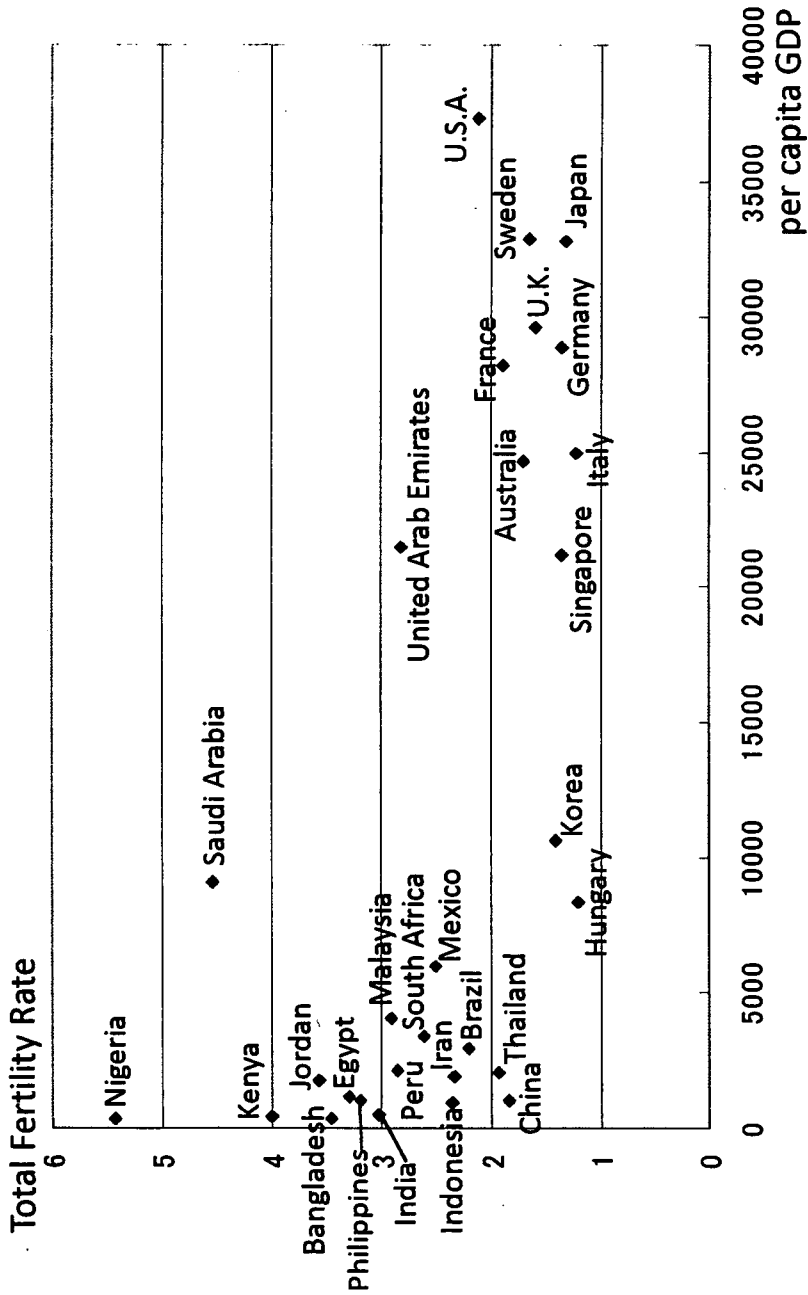 Total Fertility Rate
6
5
4
3
2
1
0
Nigeria
Saudi Arabia
Kenya
Jordan
Bangladesh
Egypt
Philippines
India
Malaysia
Peru
South Africa
United Arab Emirates
Mexico
Iran
Indonesia
Brazil
Thailand
China
U.S.A.
France
Australia
Sweden
U.K.
Korea
Hungary
Singapore
Italy
Germany
Japan
0
5000
10000
15000
20000
25000
30000
35000
40000
per capita GDP